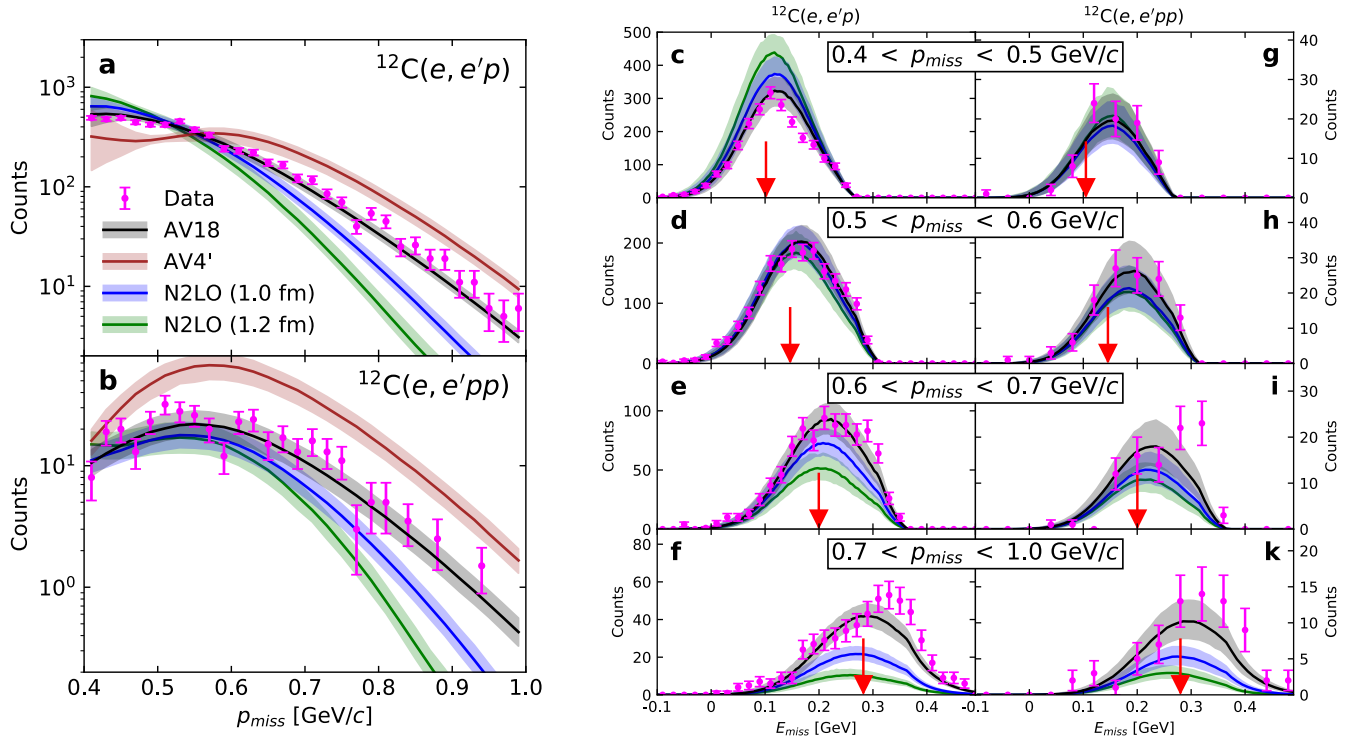 a
¹²C(e, e′p)
10³
10²
10¹
Counts
Data
AV18
AV4'
N2LO (1.0 fm)
N2LO (1.2 fm)
b
¹²C(e, e′pp)
10¹
10⁰
Counts
0.4 0.5 0.6 0.7 0.8 0.9 1.0
p_miss [GeV/c]
¹²C(e, e′p)
¹²C(e, e′pp)
0.4 < p_miss < 0.5 GeV/c
c
g
500
400
300
200
100
0
Counts
40
30
20
10
0
Counts
0.5 < p_miss < 0.6 GeV/c
d
h
200
100
0
Counts
40
30
20
10
0
Counts
0.6 < p_miss < 0.7 GeV/c
e
i
100
50
0
Counts
30
20
10
0
Counts
0.7 < p_miss < 1.0 GeV/c
f
k
80
60
40
20
0
Counts
20
15
10
5
0
Counts
-0.1 0 0.1 0.2 0.3 0.4
E_miss [GeV]
0 0.1 0.2 0.3 0.4
E_miss [GeV]